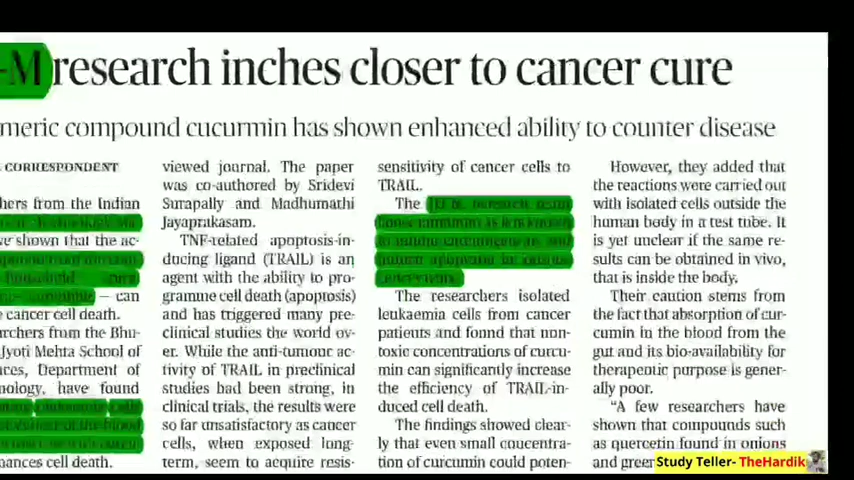 -M research inches closer to cancer cure
meric compound cucurmin has shown enhanced ability to counter disease
CORRESPONDENT
hers from the Indian
ve shown that the ac-
— can
cancer cell death.
rchers from the Bhu-
Jyoti Mehta School of
ces, Department of
nology, have found
hances cell death.
viewed journal. The paper
was co-authored by Sridevi
Surapally and Madhumathi
Jayaprakasam.
TNF-related apoptosis-in-
ducing ligand (TRAIL) is an
agent with the ability to pro-
gramme cell death (apoptosis)
and has triggered many pre-
clinical studies the world ov-
er. While the anti-tumour ac-
tivity of TRAIL in preclinical
studies had been strong, in
clinical trials, the results were
so far unsatisfactory as cancer
cells, when exposed long-
term, seem to acquire resis-
sensitivity of cancer cells to
TRAIL.
The IIT-M research team
chose curcumin as it is known
The researchers isolated
leukaemia cells from cancer
patients and found that non-
toxic concentrations of curcu-
min can significantly increase
the efficiency of TRAIL-in-
duced cell death.
The findings showed clear-
ly that even small concentra-
tion of curcumin could poten-
However, they added that
the reactions were carried out
with isolated cells outside the
human body in a test tube. It
is yet unclear if the same re-
sults can be obtained in vivo,
that is inside the body.
Their caution stems from
the fact that absorption of cur-
cumin in the blood from the
gut and its bio-availability for
therapeutic purpose is gener-
ally poor.
"A few researchers have
shown that compounds such
as quercetin found in onions
and green
Study Teller- TheHardik